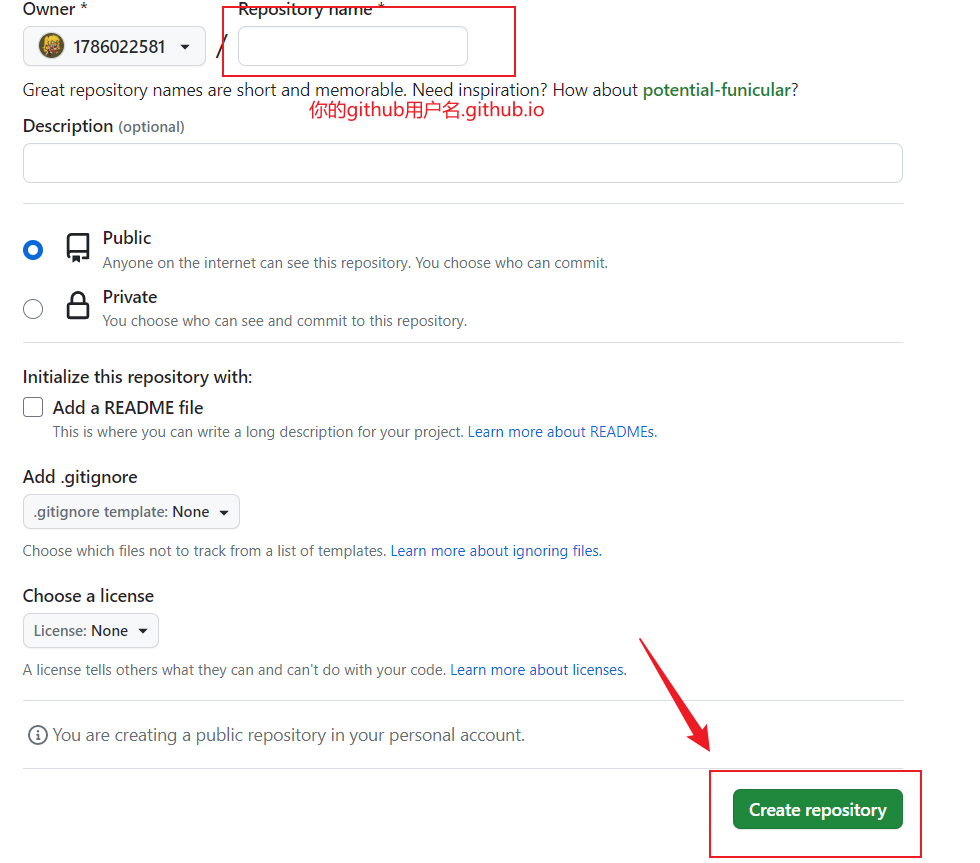 Owner *
Repository name *
1786022581
/
Great repository names are short and memorable. Need inspiration? How about potential-funicular?
你的github用户名.github.io
Description (optional)
Public
Anyone on the internet can see this repository. You choose who can commit.
Private
You choose who can see and commit to this repository.
Initialize this repository with:
Add a README file
This is where you can write a long description for your project. Learn more about READMEs.
Add .gitignore
.gitignore template: None
Choose which files not to track from a list of templates. Learn more about ignoring files.
Choose a license
License: None
A license tells others what they can and can't do with your code. Learn more about licenses.
You are creating a public repository in your personal account.
Create repository